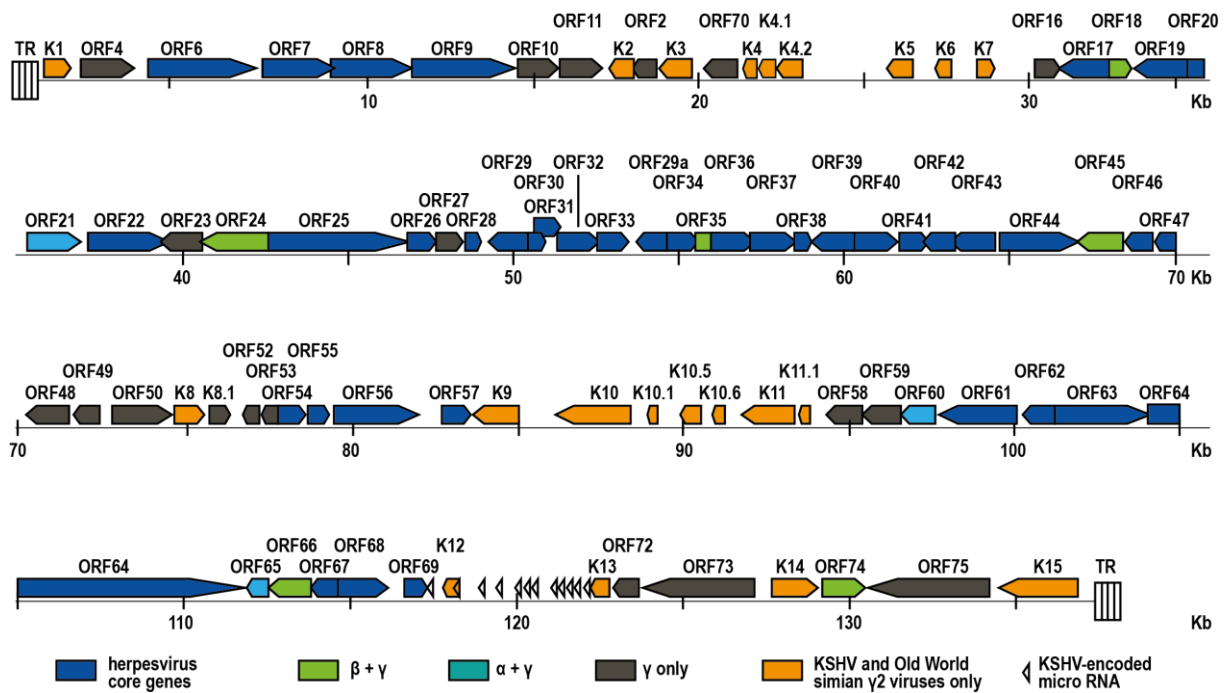 ORF11 ORF2 ORF70 K4.1 ORF16 ORF18 ORF20
TR K1 ORF4 ORF6 ORF7 ORF8 ORF9 ORF10 K2 K3 K4 K4.2 K5 K6 K7 ORF17 ORF19
10 20 30 Kb
ORF29 ORF32 ORF29a ORF36 ORF39 ORF42 ORF45
ORF30 ORF34 ORF37 ORF40 ORF43 ORF46
ORF27
ORF21 ORF22 ORF23 ORF24 ORF25 ORF26 ORF28 ORF31 ORF33 ORF35 ORF38 ORF41 ORF44 ORF47
40 50 60 70 Kb
ORF52 ORF55
ORF49 ORF53 K10.5 K11.1 ORF59 ORF62
ORF48 ORF50 K8 K8.1 ORF54 ORF56 ORF57 K9 K10 K10.1 K10.6 K11 ORF58 ORF60 ORF61 ORF63 ORF64
70 80 90 100 Kb
ORF66 ORF68 K12 ORF72
ORF64 ORF65 ORF67 ORF69 K13 ORF73 K14 ORF74 ORF75 K15 TR
110 120 130 Kb
herpesvirus β + γ α + γ γ only KSHV and Old World KSHV-encoded
core genes simian γ2 viruses only micro RNA